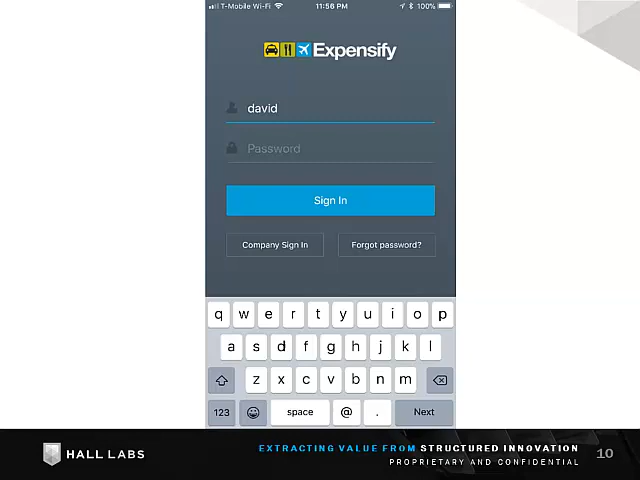 T-Mobile Wi-Fi 11:56 PM 100%
Expensify
david
Password
Sign In
Company Sign In Forgot password?
q w e r t y u i o p
a s d f g h j k l
z x c v b n m
123 space @ . Next
HALL LABS
EXTRACTING VALUE FROM STRUCTURED INNOVATION
PROPRIETARY AND CONFIDENTIAL
10